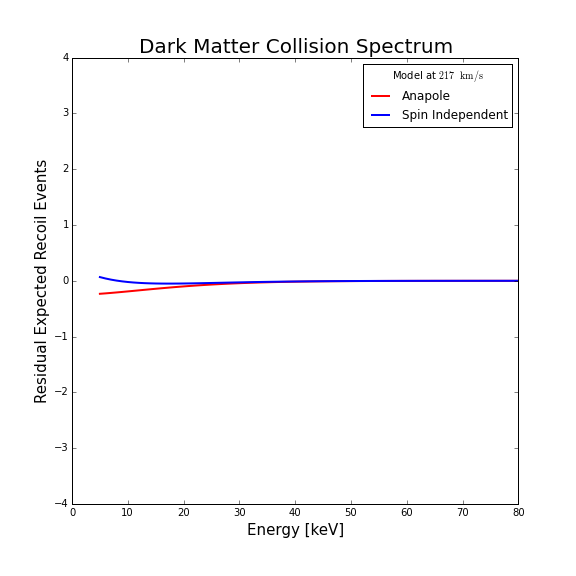 Dark Matter Collision Spectrum
Model at 217 km/s
Anapole
Spin Independent
4
3
2
1
0
−1
−2
−3
−4
Residual Expected Recoil Events
0 10 20 30 40 50 60 70 80
Energy [keV]